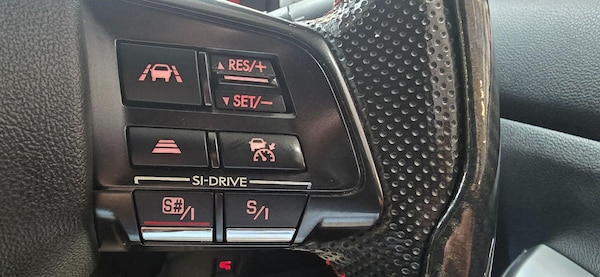 ▲ RES/+
▼ SET/−
SI-DRIVE
S#/I S/I